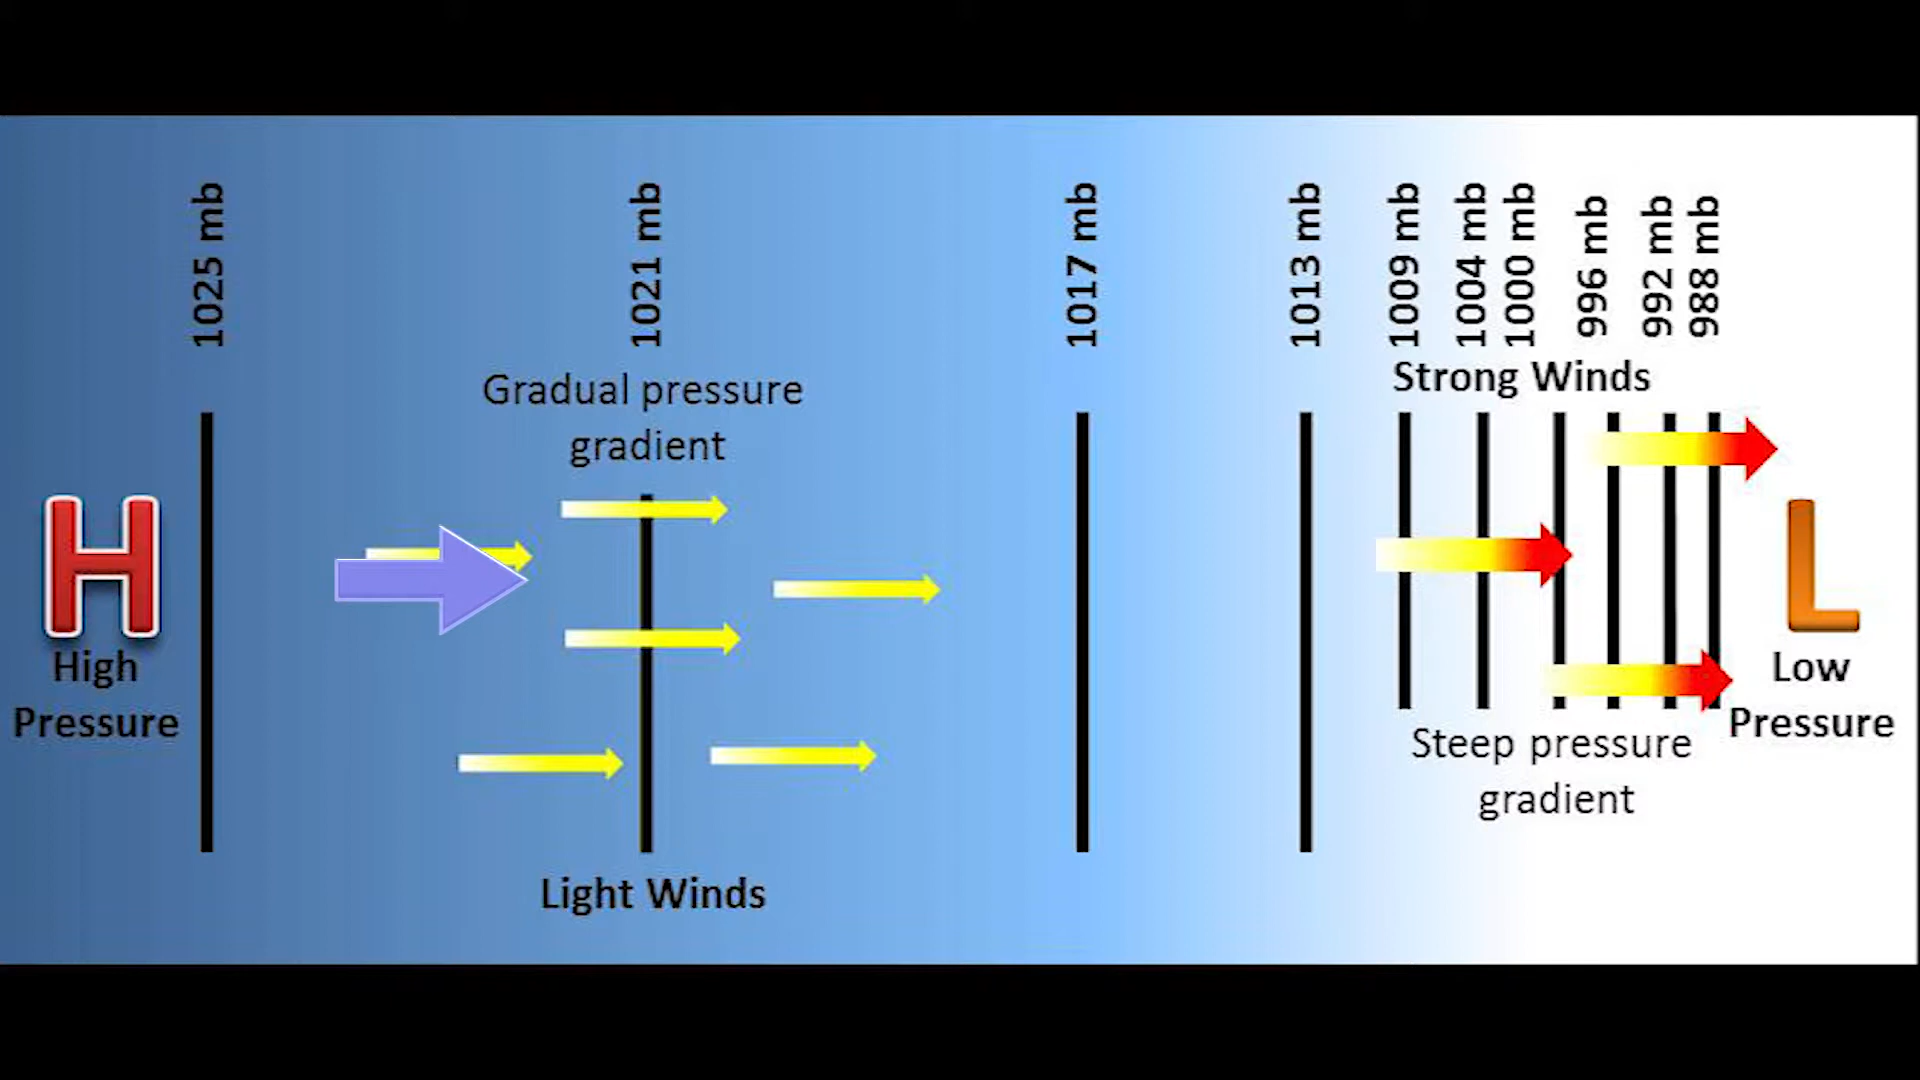 1025 mb
1021 mb
1017 mb
1013 mb
1009 mb
1004 mb
1000 mb
996 mb
992 mb
988 mb
Gradual pressure
gradient
Strong Winds
H
High
Pressure
L
Low
Pressure
Steep pressure
gradient
Light Winds